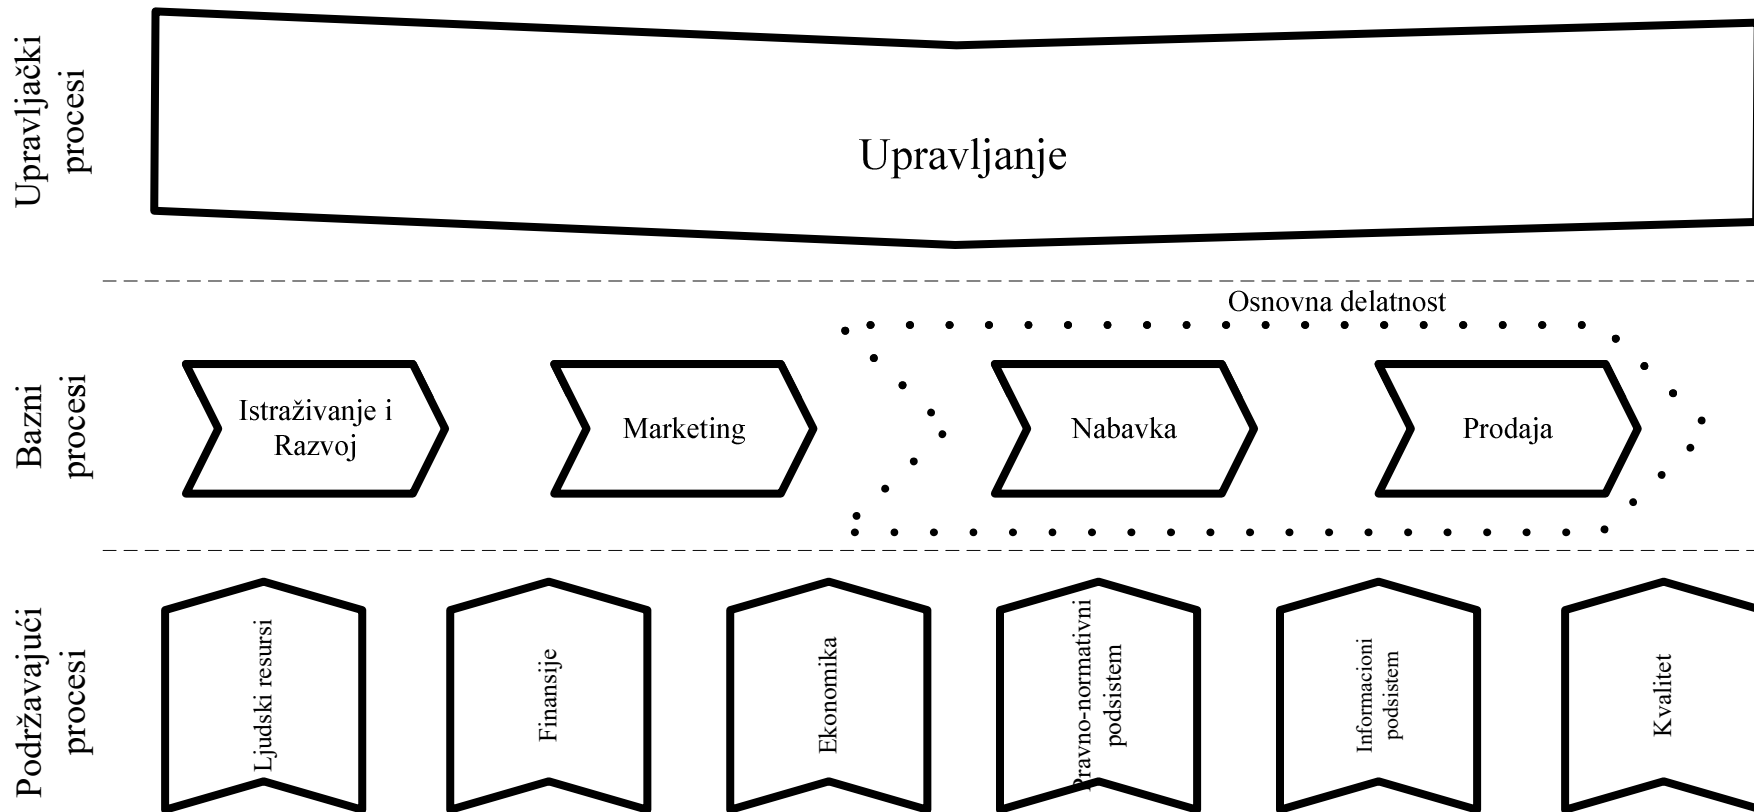 Upravljački
procesi
Upravljanje
Osnovna delatnost
Bazni
procesi
Istraživanje i
Razvoj
Marketing
Nabavka
Prodaja
Podržavajući
procesi
Ljudski resursi
Finansije
Ekonomika
Pravno-normativni
podsistem
Informacioni
podsistem
Kvalitet